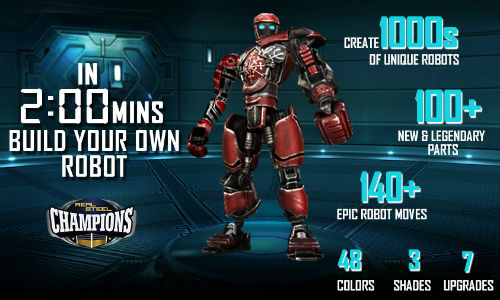 IN
2:00MINS
BUILD YOUR OWN
ROBOT
REAL STEEL
CHAMPIONS
CREATE 1000s
OF UNIQUE ROBOTS
100+
NEW & LEGENDARY
PARTS
140+
EPIC ROBOT MOVES
48 3 7
COLORS SHADES UPGRADES